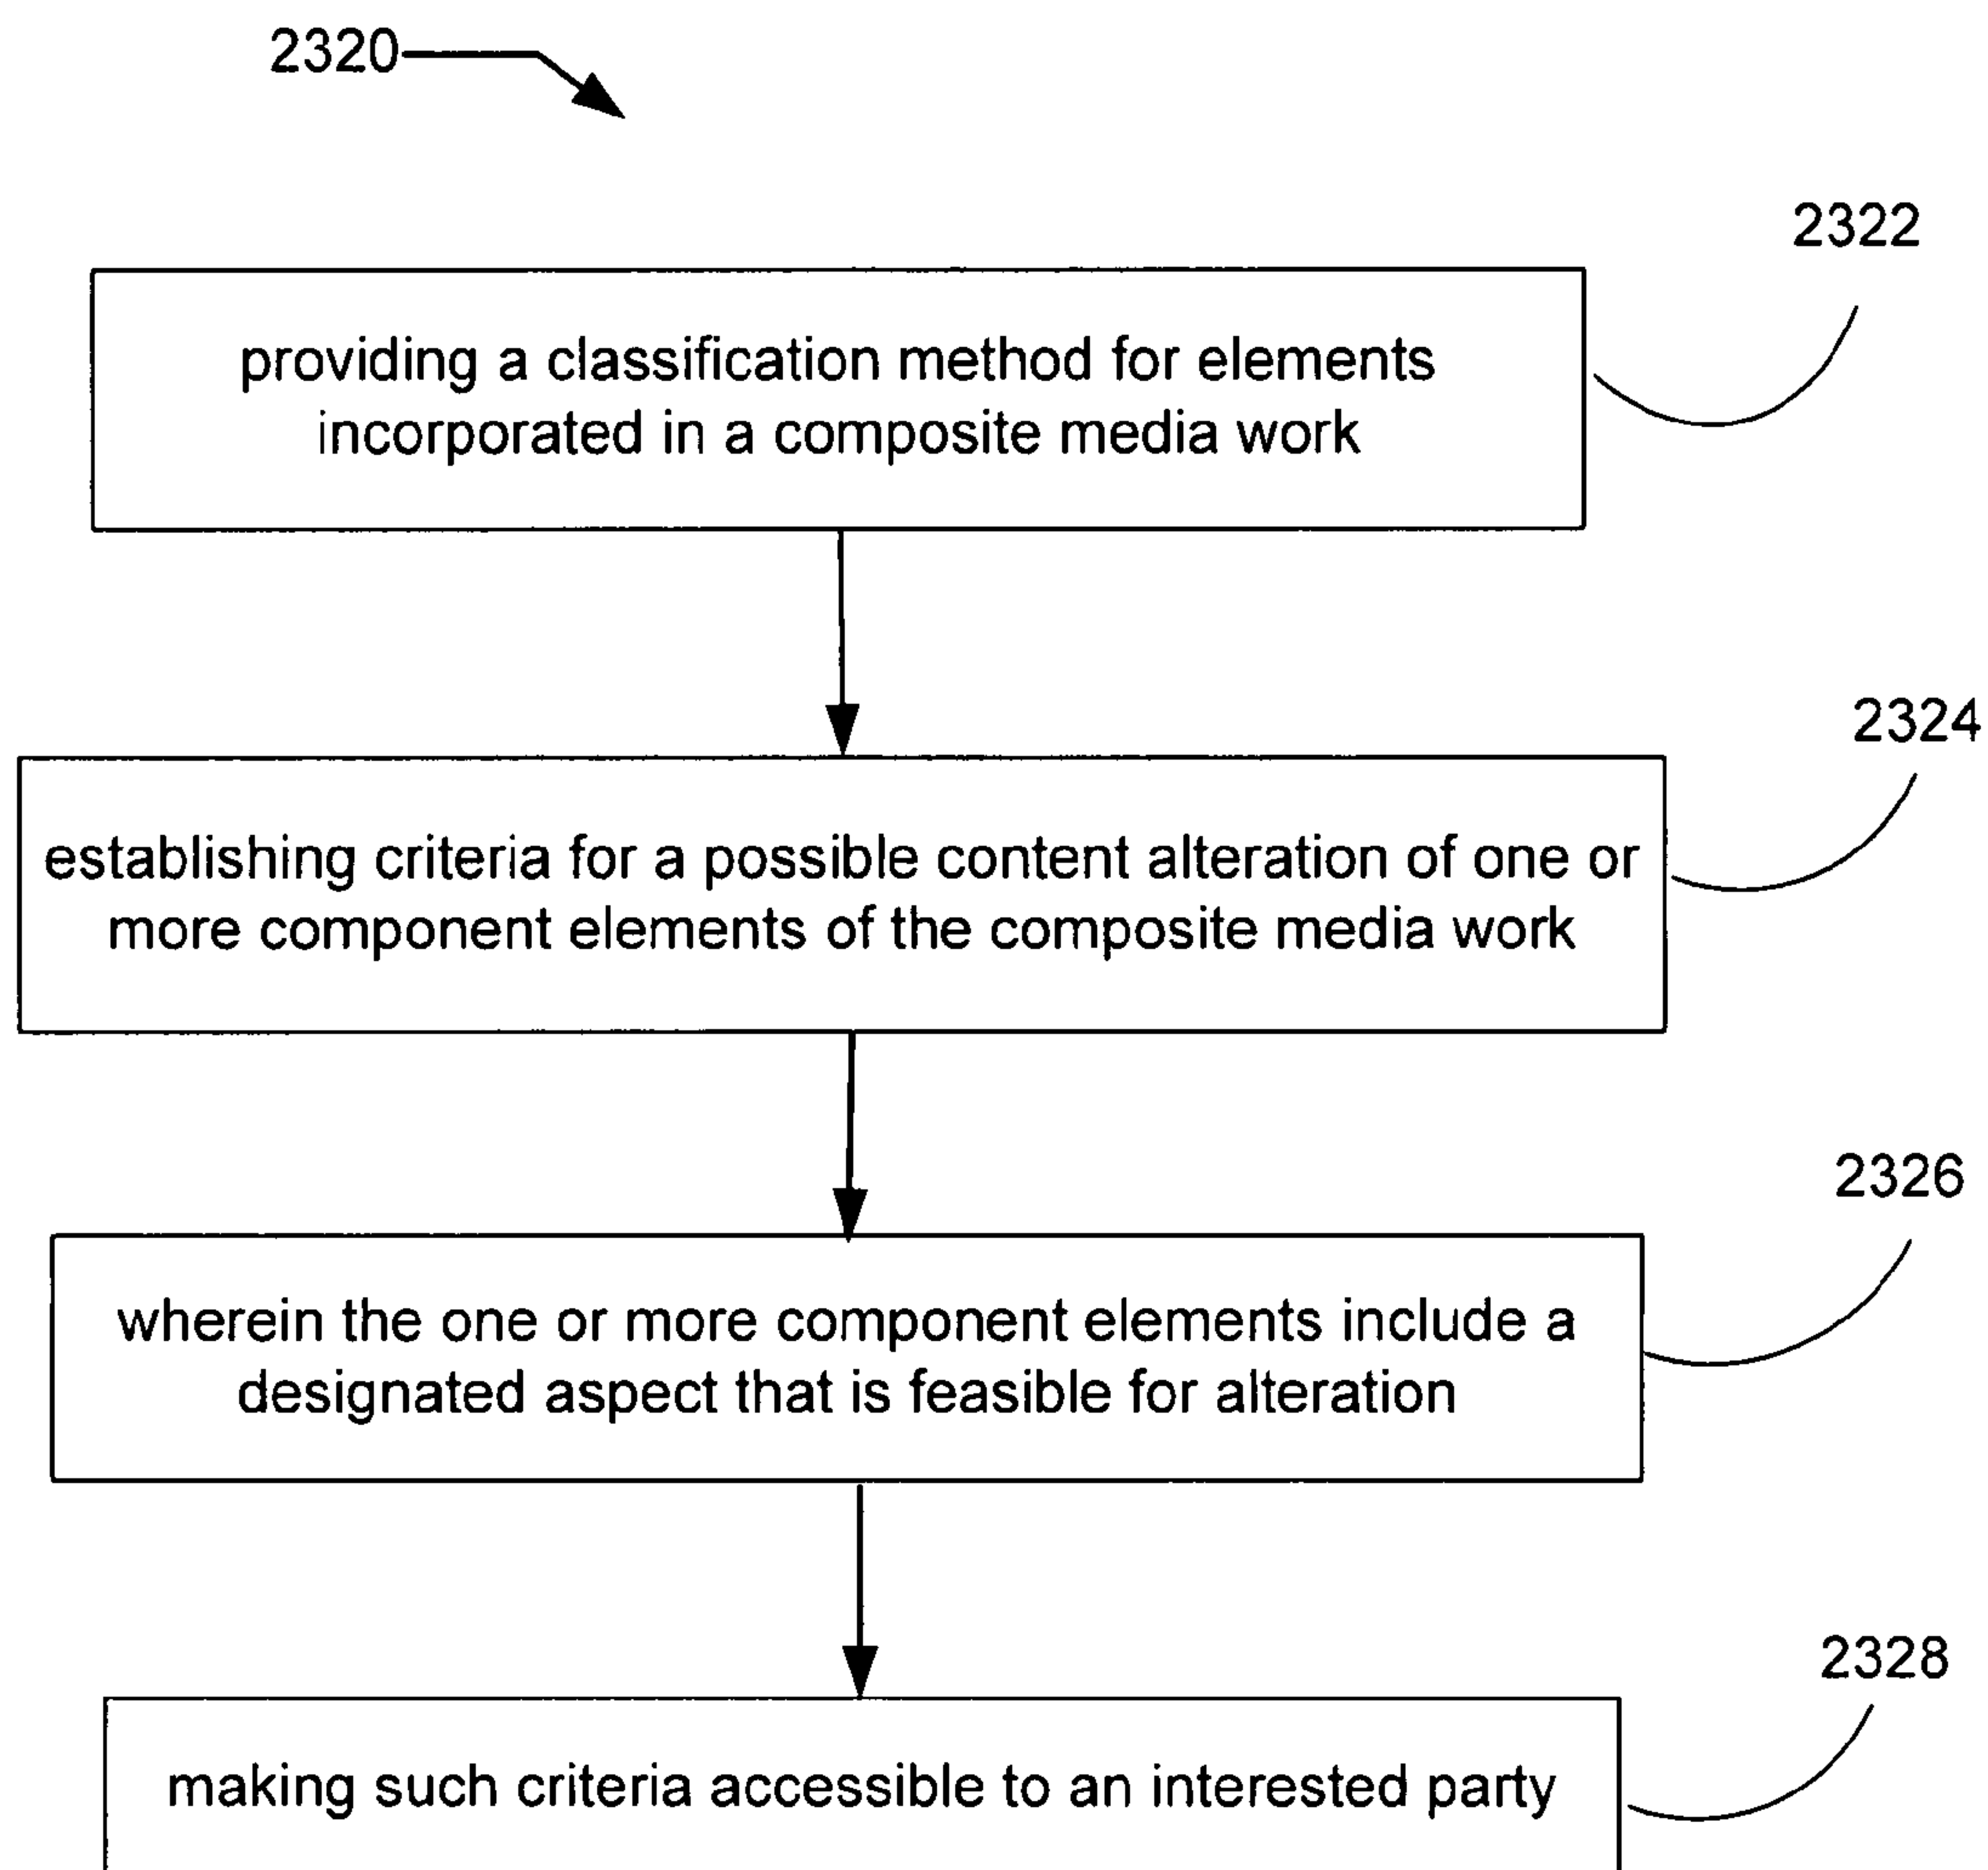 2320
2322
providing a classification method for elements
incorporated in a composite media work
2324
establishing criteria for a possible content alteration of one or
more component elements of the composite media work
2326
wherein the one or more component elements include a
designated aspect that is feasible for alteration
2328
making such criteria accessible to an interested party